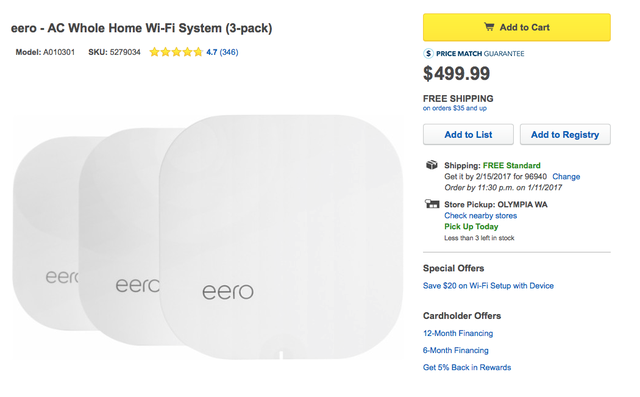 eero - AC Whole Home Wi-Fi System (3-pack)
Model: A010301 SKU: 5279034 4.7 (346)
eero
eero
eero
Add to Cart
$ PRICE MATCH GUARANTEE
$499.99
FREE SHIPPING
on orders $35 and up
Add to List Add to Registry
Shipping: FREE Standard
Get it by 2/15/2017 for 96940 Change
Order by 11:30 p.m. on 1/11/2017
Store Pickup: OLYMPIA WA
Check nearby stores
Pick Up Today
Less than 3 left in stock
Special Offers
Save $20 on Wi-Fi Setup with Device
Cardholder Offers
12-Month Financing
6-Month Financing
Get 5% Back in Rewards